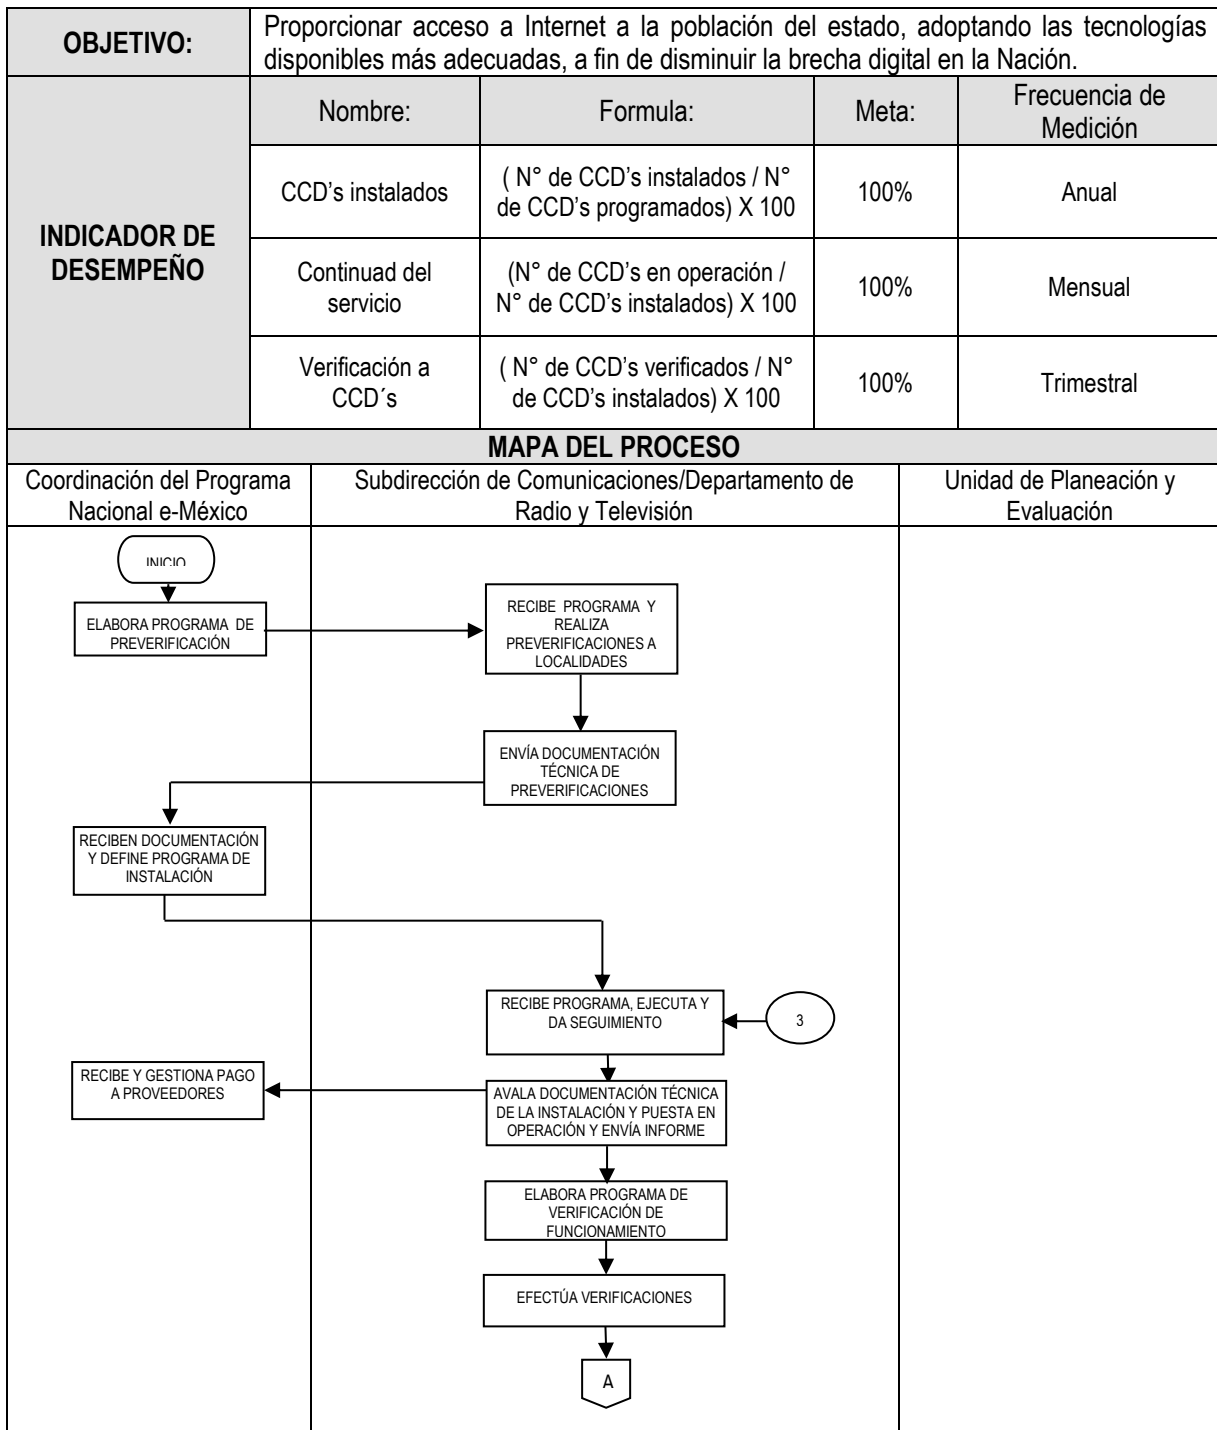 OBJETIVO:
Proporcionar acceso a Internet a la población del estado, adoptando las tecnologías
disponibles más adecuadas, a fin de disminuir la brecha digital en la Nación.
INDICADOR DE
DESEMPEÑO
Nombre:
Formula:
Meta:
Frecuencia de
Medición
CCD’s instalados
( N° de CCD’s instalados / N°
de CCD’s programados) X 100
100%
Anual
Continuad del
servicio
(N° de CCD’s en operación /
N° de CCD’s instalados) X 100
100%
Mensual
Verificación a
CCD´s
( N° de CCD’s verificados / N°
de CCD’s instalados) X 100
100%
Trimestral
MAPA DEL PROCESO
Coordinación del Programa
Nacional e-México
Subdirección de Comunicaciones/Departamento de
Radio y Televisión
Unidad de Planeación y
Evaluación
INICIO
ELABORA PROGRAMA DE
PREVERIFICACIÓN
RECIBE PROGRAMA Y
REALIZA
PREVERIFICACIONES A
LOCALIDADES
ENVÍA DOCUMENTACIÓN
TÉCNICA DE
PREVERIFICACIONES
RECIBEN DOCUMENTACIÓN
Y DEFINE PROGRAMA DE
INSTALACIÓN
RECIBE PROGRAMA, EJECUTA Y
DA SEGUIMIENTO
3
RECIBE Y GESTIONA PAGO
A PROVEEDORES
AVALA DOCUMENTACIÓN TÉCNICA
DE LA INSTALACIÓN Y PUESTA EN
OPERACIÓN Y ENVÍA INFORME
ELABORA PROGRAMA DE
VERIFICACIÓN DE
FUNCIONAMIENTO
EFECTÚA VERIFICACIONES
A